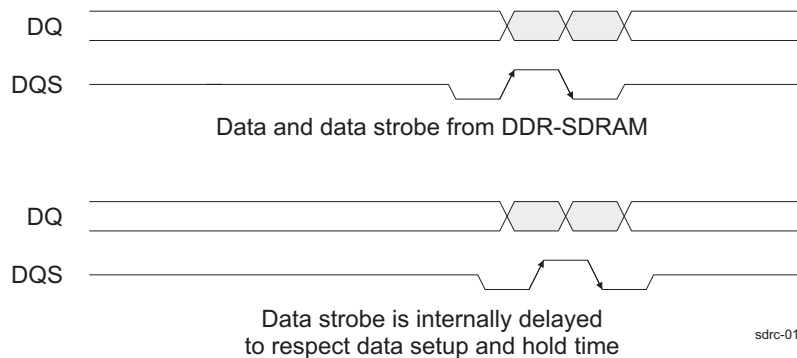 DQ
DQS
Data and data strobe from DDR-SDRAM
DQ
DQS
Data strobe is internally delayed
to respect data setup and hold time
sdrc-01